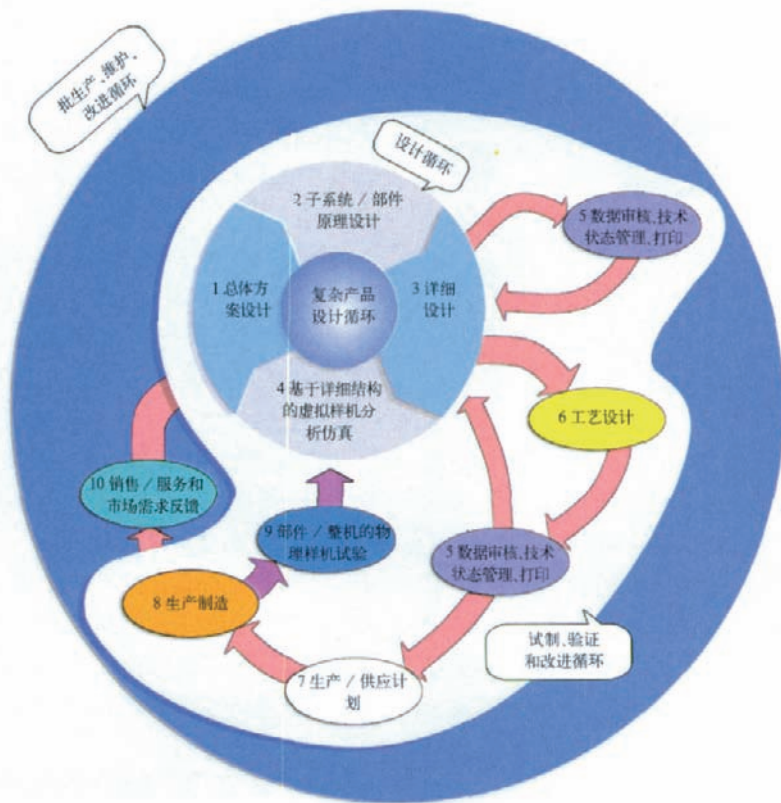 批生产、维护、
改进循环
设计循环
2 子系统 / 部件
原理设计
5 数据审核、技术
状态管理、打印
1 总体方
案设计
复杂产品
设计循环
3 详细
设计
4 基于详细结构
的虚拟样机分
析仿真
6 工艺设计
10 销售 / 服务和
市场需求反馈
9 部件 / 整机的物
理样机试验
5 数据审核、技术
状态管理、打印
8 生产制造
试制、验证
和改进循环
7 生产 / 供应计
划